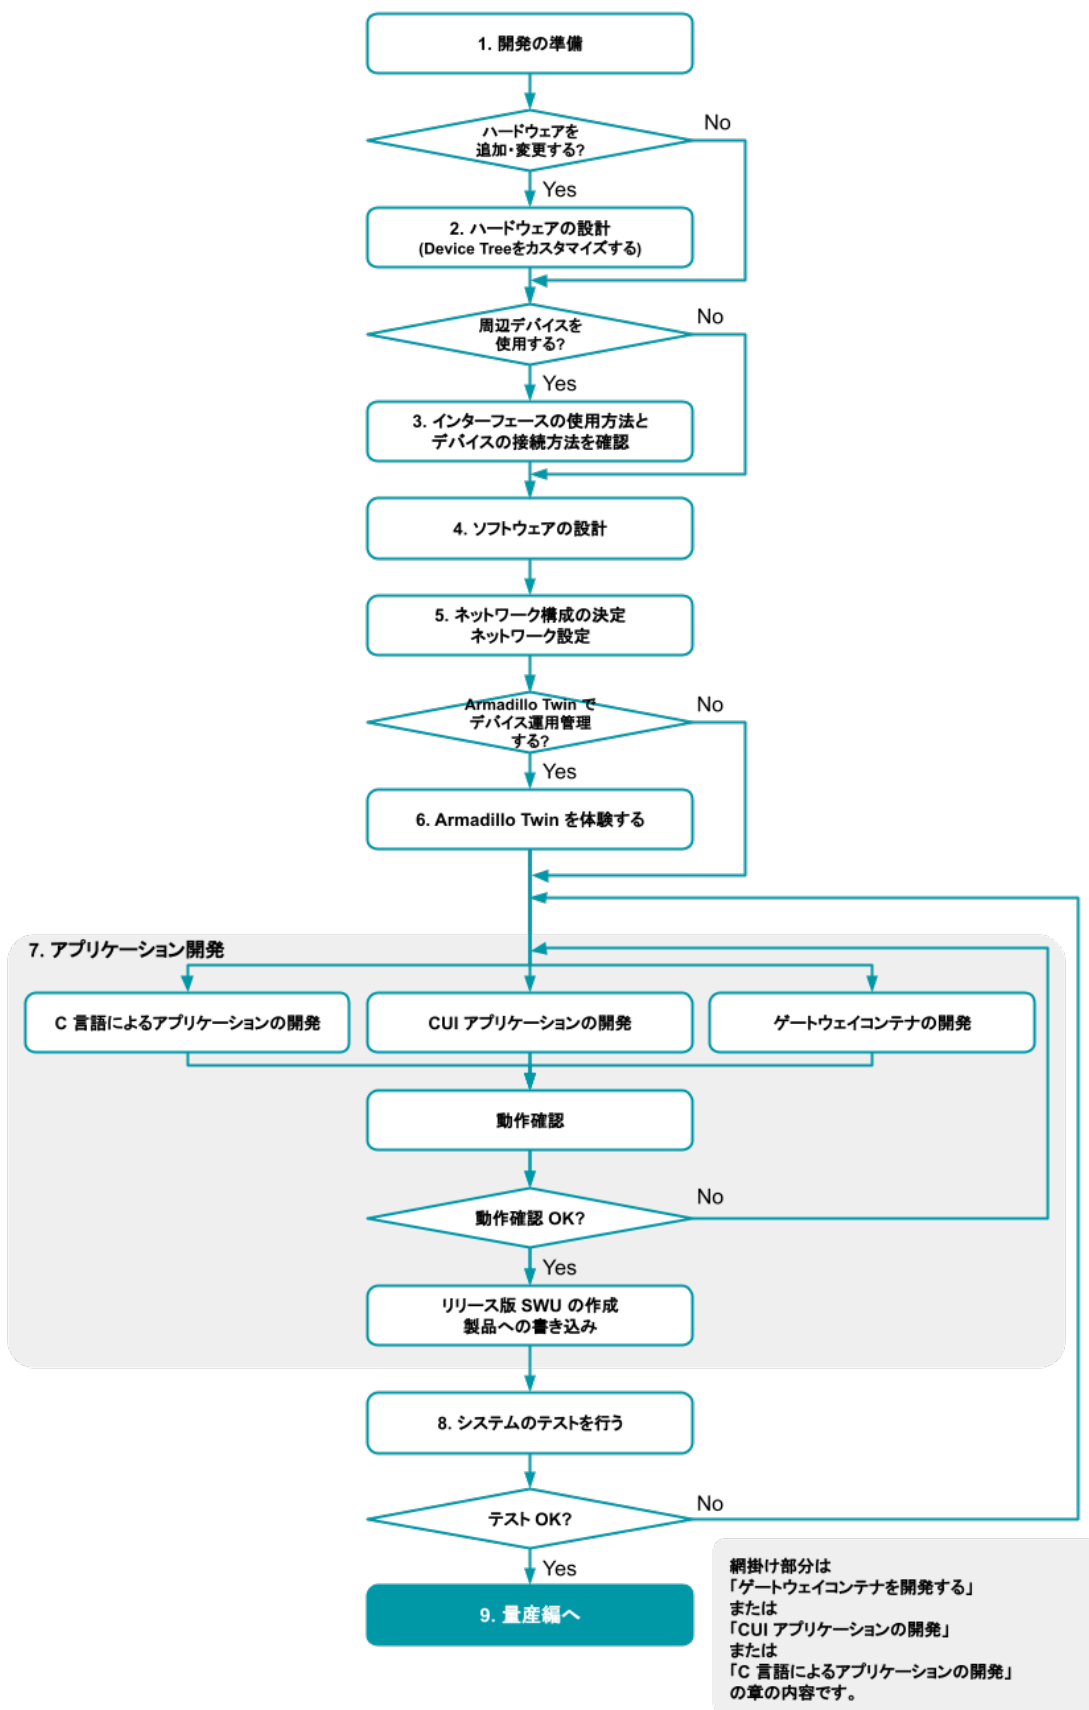 1. 開発の準備
ハードウェアを
追加・変更する?
No
Yes
2. ハードウェアの設計
(Device Treeをカスタマイズする)
周辺デバイスを
使用する?
No
Yes
3. インターフェースの使用方法と
デバイスの接続方法を確認
4. ソフトウェアの設計
5. ネットワーク構成の決定
ネットワーク設定
Armadillo Twin で
デバイス運用管理
する?
No
Yes
6. Armadillo Twin を体験する
7. アプリケーション開発
C 言語によるアプリケーションの開発
CUI アプリケーションの開発
ゲートウェイコンテナの開発
動作確認
動作確認 OK?
No
Yes
リリース版 SWU の作成
製品への書き込み
8. システムのテストを行う
テスト OK?
No
Yes
9. 量産編へ
網掛け部分は
「ゲートウェイコンテナを開発する」
または
「CUI アプリケーションの開発」
または
「C 言語によるアプリケーションの開発」
の章の内容です。